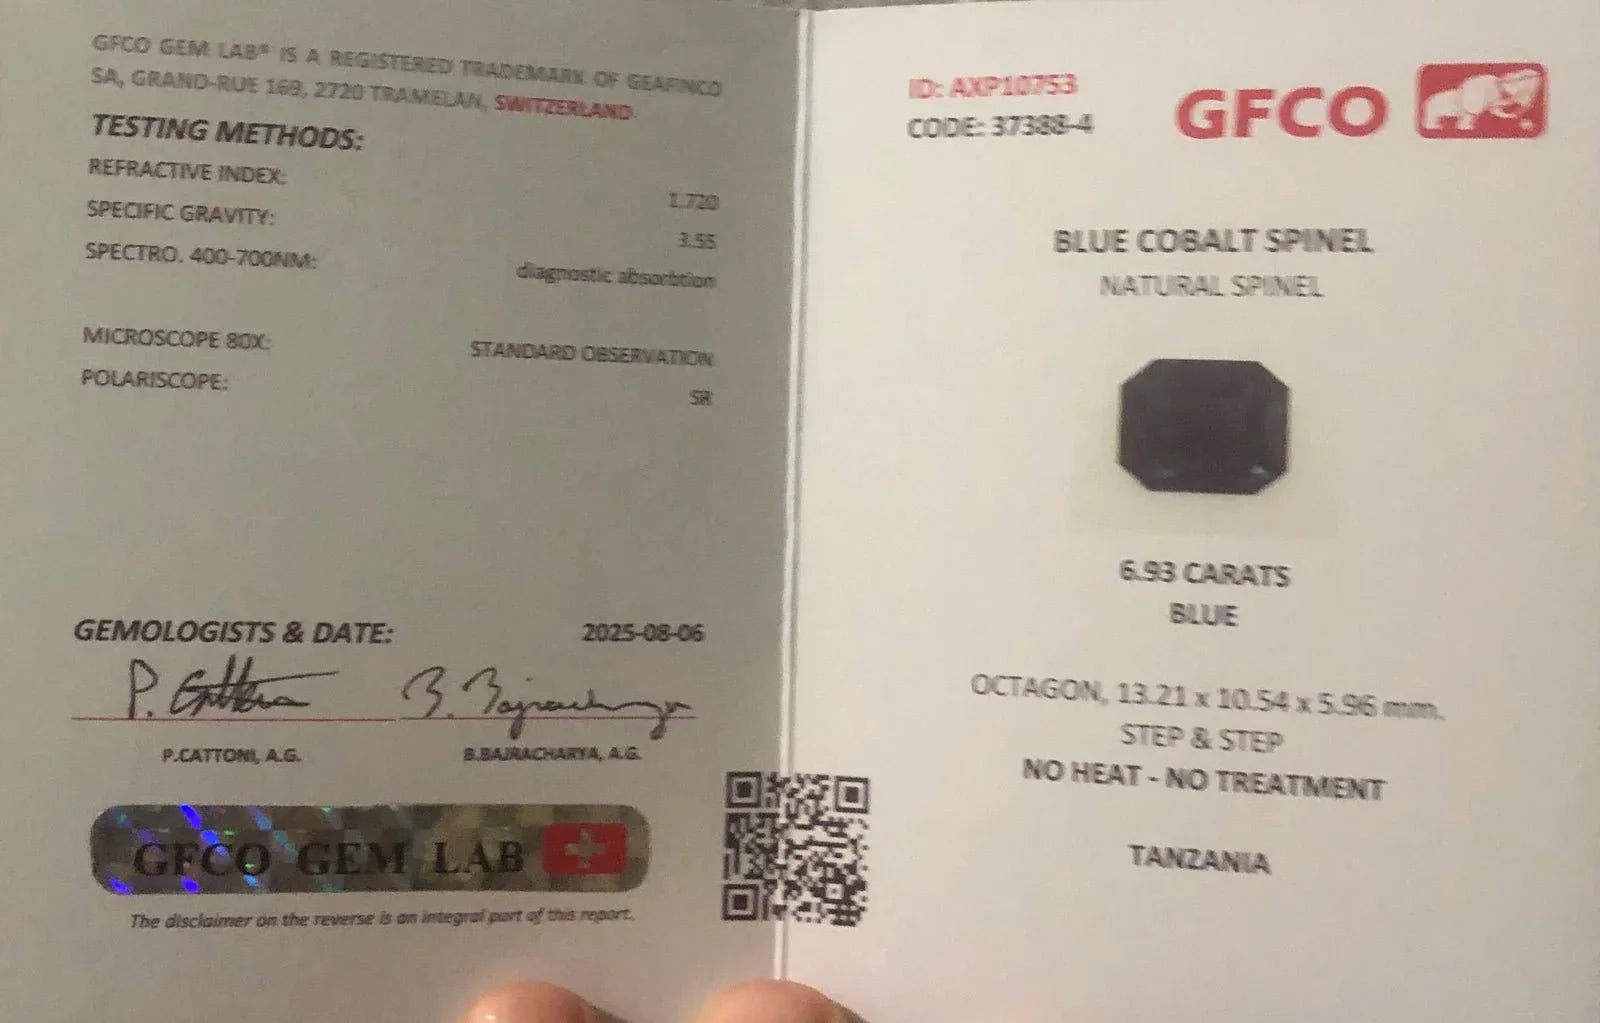 GFCO GEM LAB® IS A REGISTERED TRADEMARK OF GEAFINCO
SA, GRAND-RUE 169, 2720 TRAMELAN, SWITZERLAND
TESTING METHODS:
REFRACTIVE INDEX: 1.720
SPECIFIC GRAVITY: 3.55
SPECTRO. 400-700NM: diagnostic absorbtion
MICROSCOPE 80X: STANDARD OBSERVATION
POLARISCOPE: SR
GEMOLOGISTS & DATE: 2025-08-06
P. Cattoni B. Bajracharya
P.CATTONI, A.G. B.BAJRACHARYA, A.G.
GFCO GEM LAB
The disclaimer on the reverse is an integral part of this report.
ID: AXP10753
CODE: 37388-4
GFCO
BLUE COBALT SPINEL
NATURAL SPINEL
6.93 CARATS
BLUE
OCTAGON, 13.21 x 10.54 x 5.96 mm.
STEP & STEP
NO HEAT - NO TREATMENT
TANZANIA